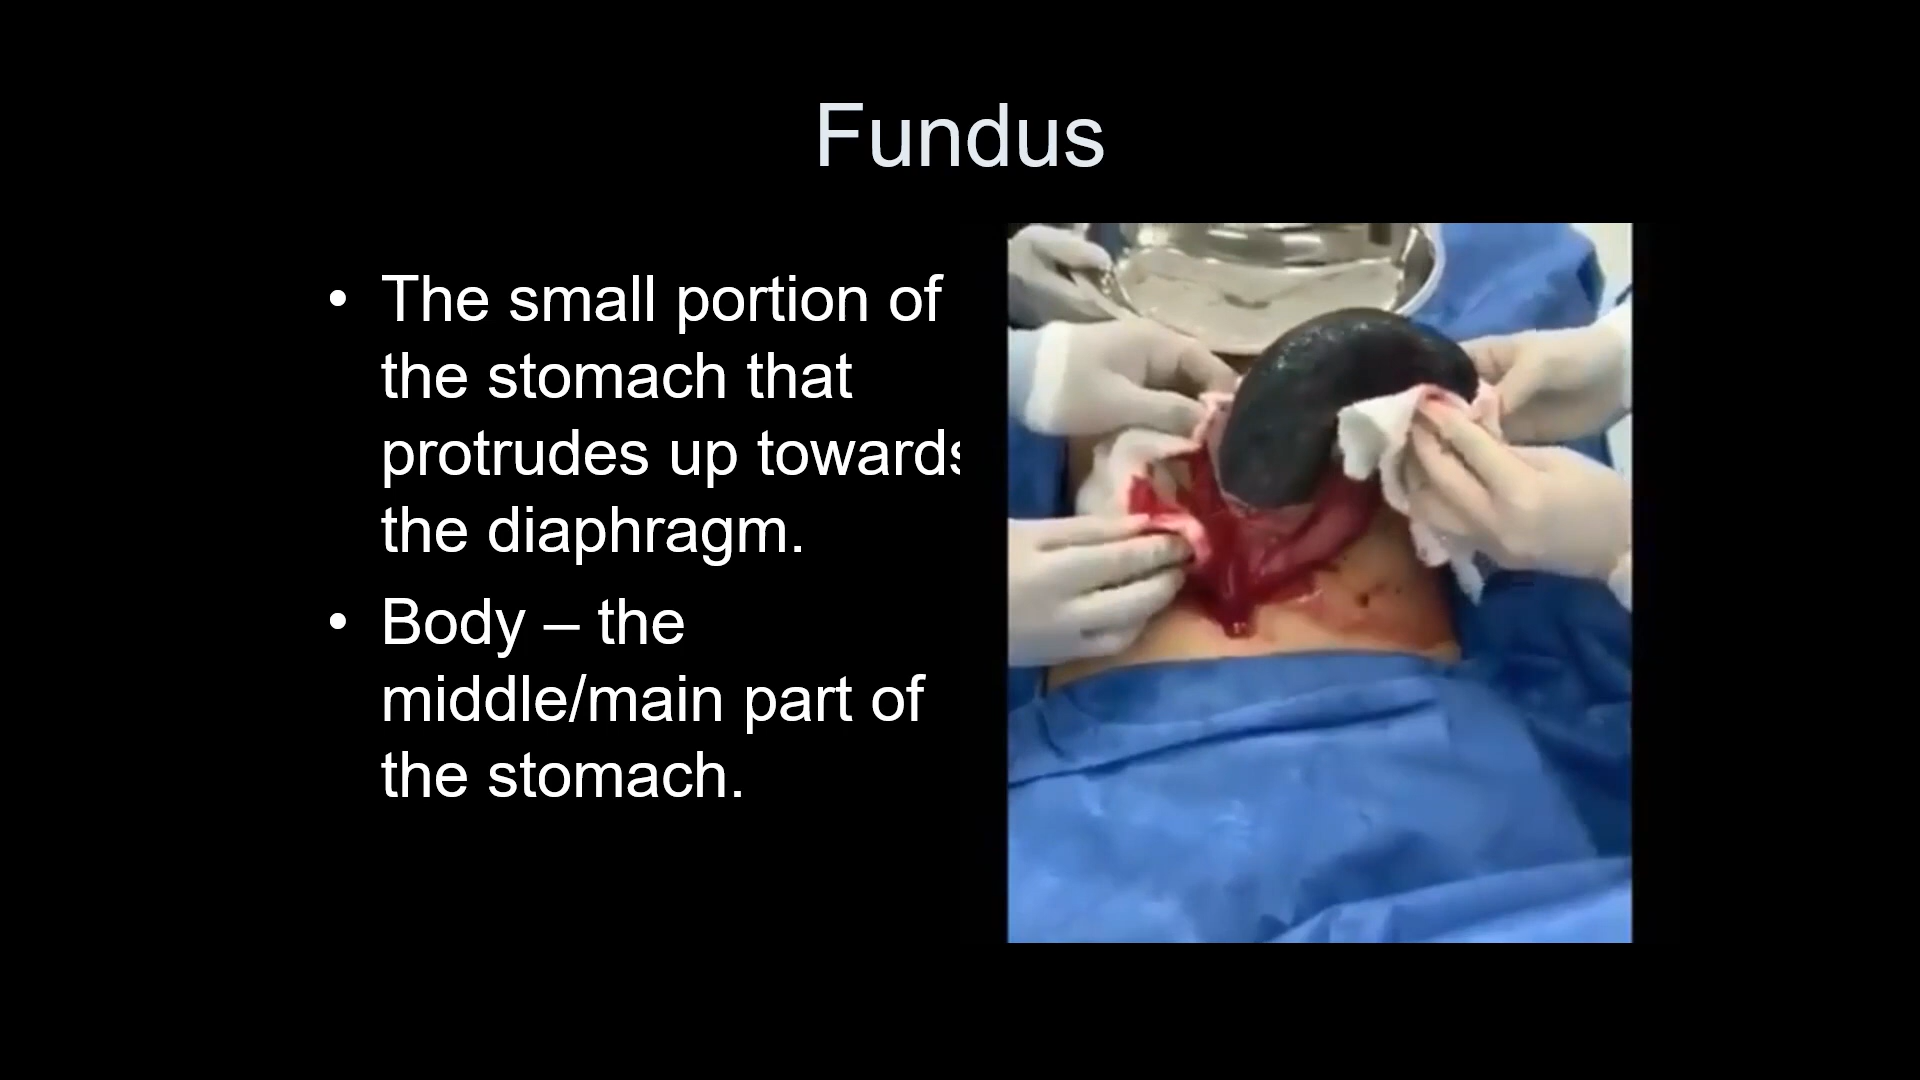 Fundus
• The small portion of
the stomach that
protrudes up towards
the diaphragm.
• Body – the
middle/main part of
the stomach.